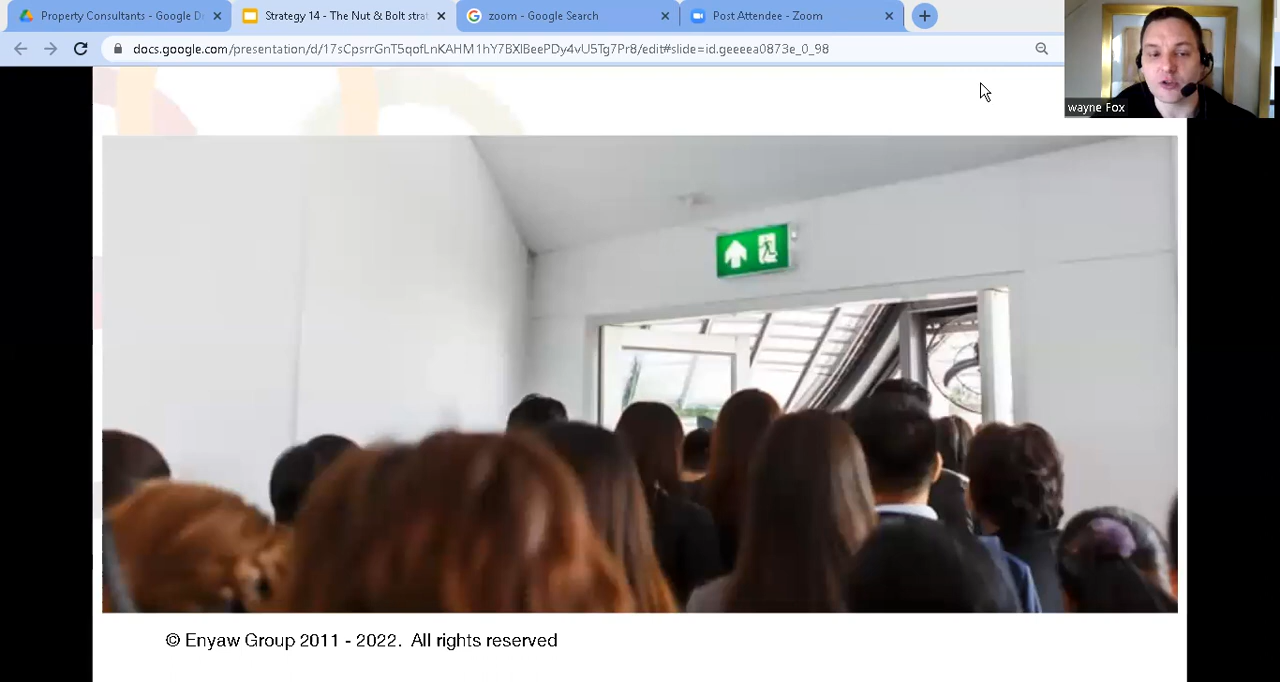 Property Consultants - Google Dr
Strategy 14 - The Nut & Bolt strat
zoom - Google Search
Post Attendee - Zoom
docs.google.com/presentation/d/17sCpsrrGnT5qofLnKAHM1hY7BXlBeePDy4vU5Tg7Pr8/edit#slide=id.geeeea0873e_0_98
wayne Fox
© Enyaw Group 2011 - 2022. All rights reserved